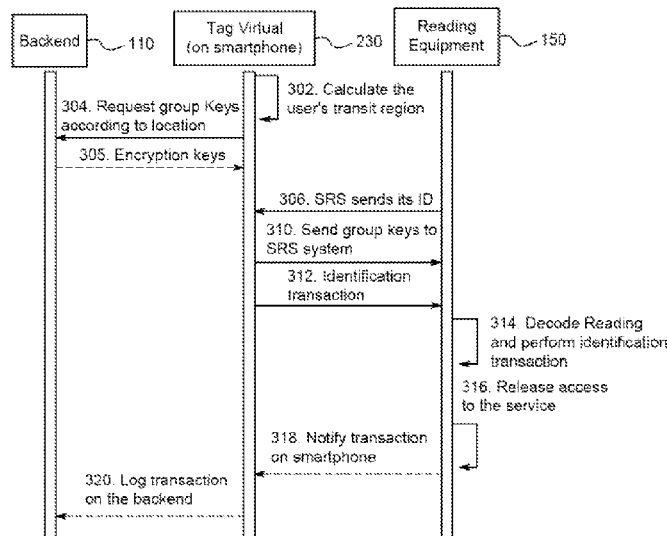 Backend
110
Tag Virtual
(on smartphone)
230
Reading
Equipment
150
302. Calculate the
user's transit region
304. Request group Keys
according to location
305. Encryption keys
306. SRS sends its ID
310. Send group keys to
SRS system
312. Identification
transaction
314. Decode Reading
and perform identification
transaction
316. Release access
to the service
318. Notify transaction
on smartphone
320. Log transaction
on the backend